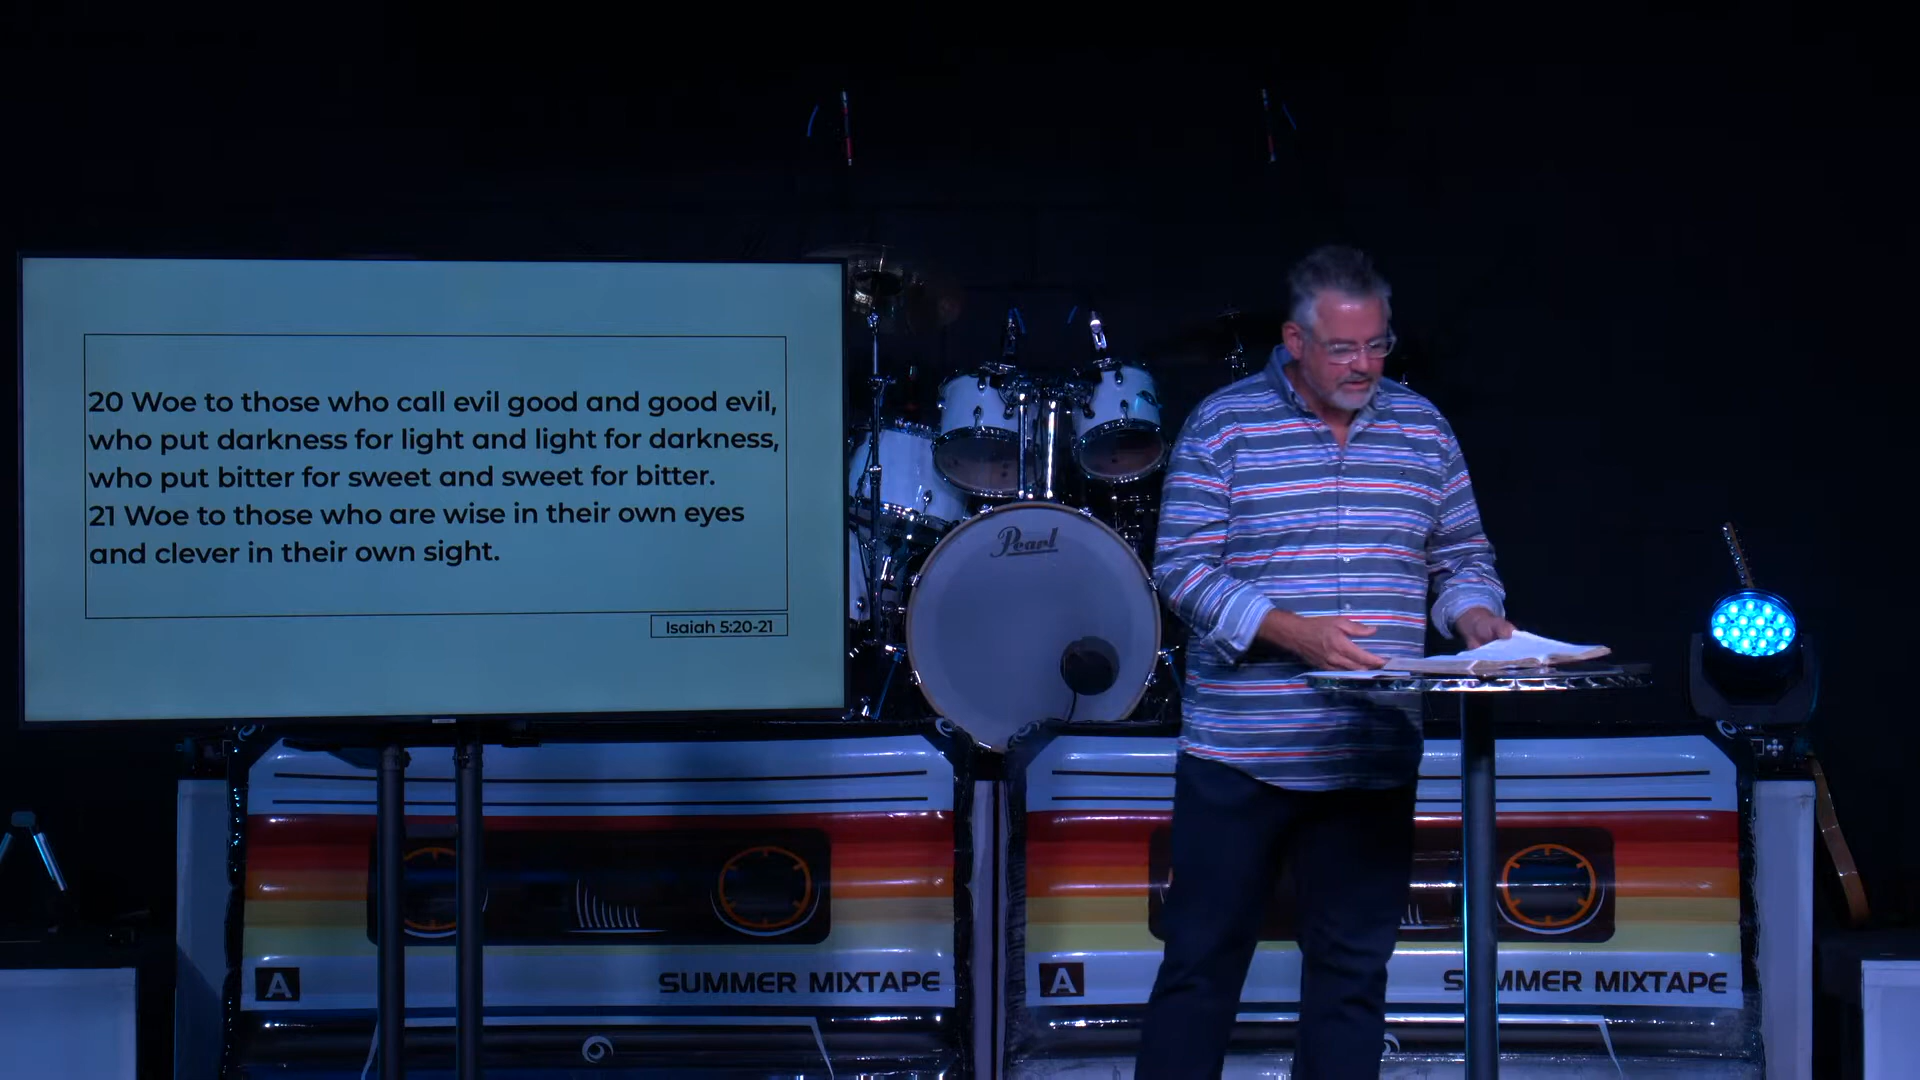 20 Woe to those who call evil good and good evil,
who put darkness for light and light for darkness,
who put bitter for sweet and sweet for bitter.
21 Woe to those who are wise in their own eyes
and clever in their own sight.
Isaiah 5:20-21
Pearl
A
SUMMER MIXTAPE
A
SUMMER MIXTAPE